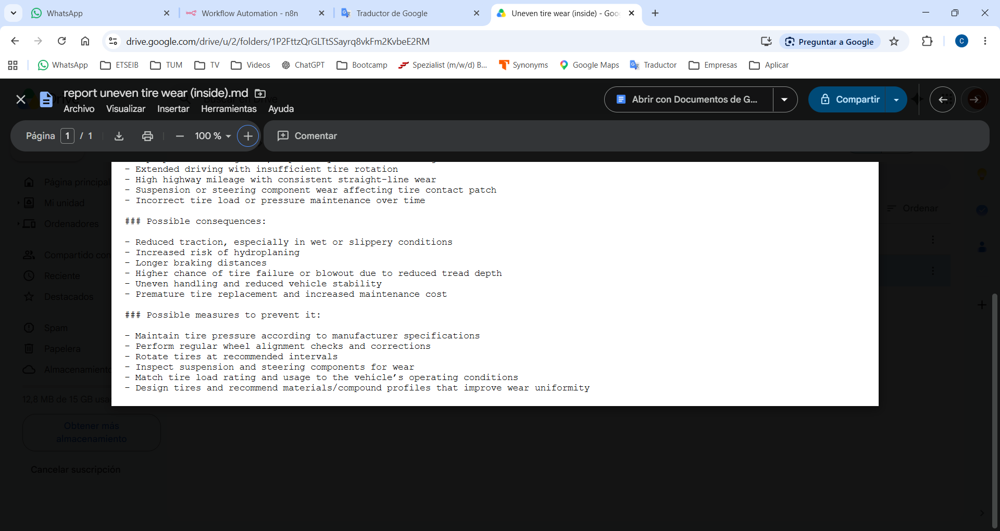 WhatsApp
Workflow Automation - n8n
Traductor de Google
Uneven tire wear (inside) - Goo
drive.google.com/drive/u/2/folders/1P2FttzQrGLTtSSayrq8vkFm2KvbeE2RM
Preguntar a Google
C
WhatsApp
ETSEIB
TUM
TV
Videos
ChatGPT
Bootcamp
Spezialist (m/w/d) B...
Synonyms
Google Maps
Traductor
Empresas
Aplicar
report uneven tire wear (inside).md
Archivo Visualizar Insertar Herramientas Ayuda
Abrir con Documentos de G...
Compartir
Página 1 / 1
100 %
Comentar
- Extended driving with insufficient tire rotation
- High highway mileage with consistent straight-line wear
- Suspension or steering component wear affecting tire contact patch
- Incorrect tire load or pressure maintenance over time
### Possible consequences:
- Reduced traction, especially in wet or slippery conditions
- Increased risk of hydroplaning
- Longer braking distances
- Higher chance of tire failure or blowout due to reduced tread depth
- Uneven handling and reduced vehicle stability
- Premature tire replacement and increased maintenance cost
### Possible measures to prevent it:
- Maintain tire pressure according to manufacturer specifications
- Perform regular wheel alignment checks and corrections
- Rotate tires at recommended intervals
- Inspect suspension and steering components for wear
- Match tire load rating and usage to the vehicle’s operating conditions
- Design tires and recommend materials/compound profiles that improve wear uniformity
Página principal
Mi unidad
Ordenadores
Compartido con
Reciente
Destacados
Spam
Papelera
Almacenamiento
12,8 MB de 15 GB usa
Obtener más
almacenamiento
Cancelar suscripción
Ordenar